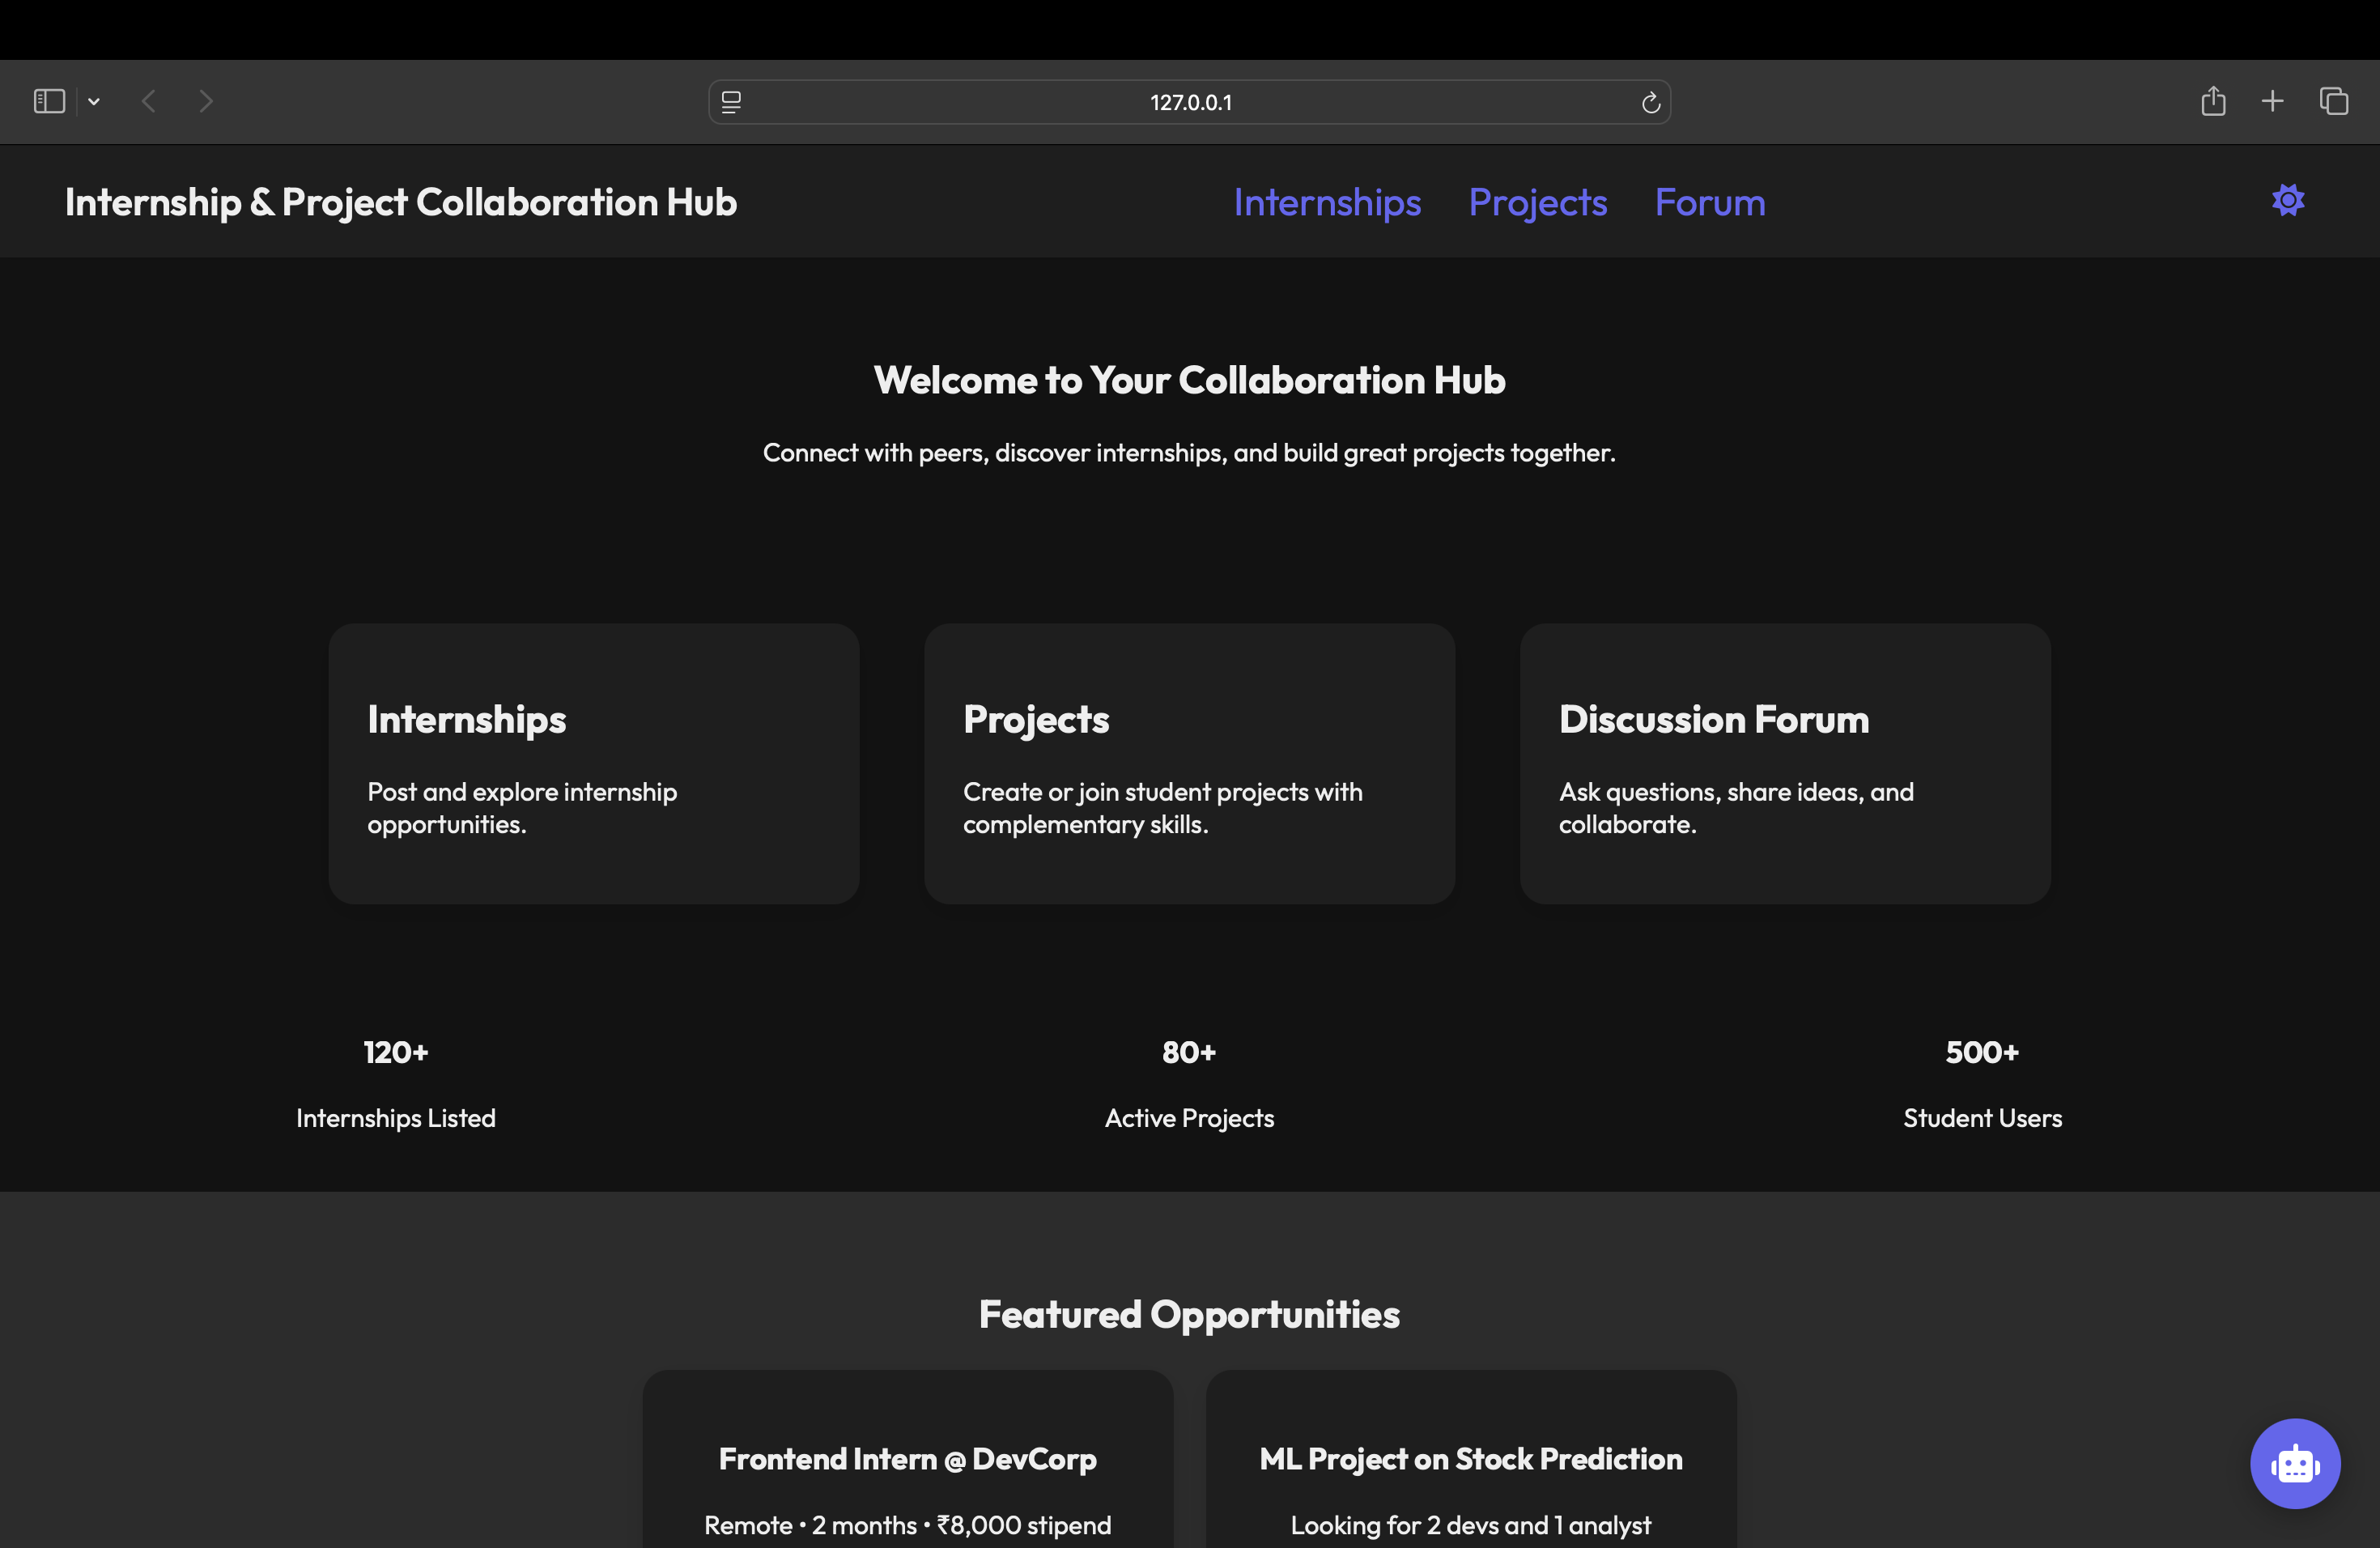 127.0.0.1
Internship & Project Collaboration Hub
Internships Projects Forum
Welcome to Your Collaboration Hub
Connect with peers, discover internships, and build great projects together.
Internships
Post and explore internship
opportunities.
Projects
Create or join student projects with
complementary skills.
Discussion Forum
Ask questions, share ideas, and
collaborate.
120+
Internships Listed
80+
Active Projects
500+
Student Users
Featured Opportunities
Frontend Intern @ DevCorp
Remote • 2 months • ₹8,000 stipend
ML Project on Stock Prediction
Looking for 2 devs and 1 analyst